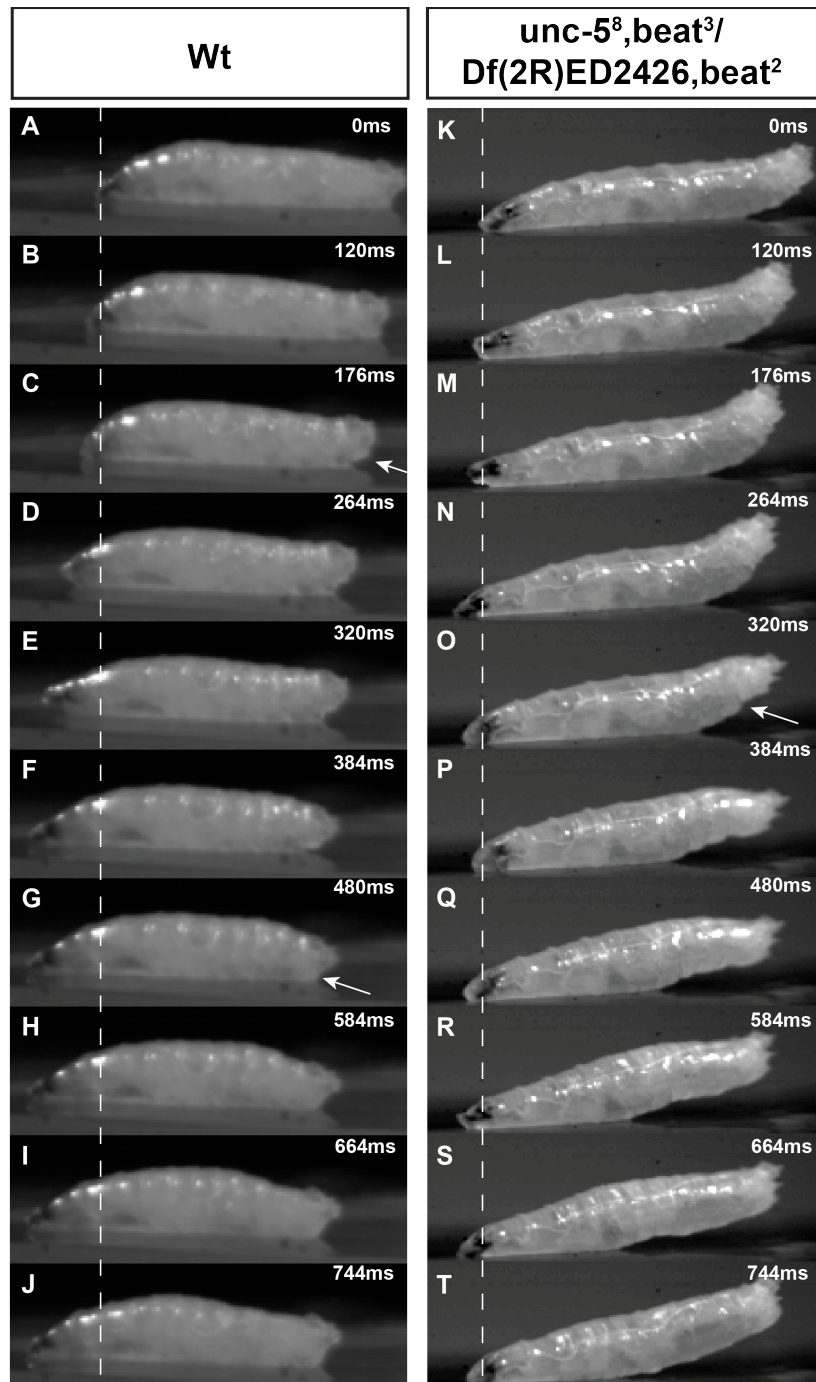 Wt
unc-5⁸,beat³/
Df(2R)ED2426,beat²
A
0ms
B
120ms
C
176ms
D
264ms
E
320ms
F
384ms
G
480ms
H
584ms
I
664ms
J
744ms
K
0ms
L
120ms
M
176ms
N
264ms
O
320ms
P
384ms
Q
480ms
R
584ms
S
664ms
T
744ms